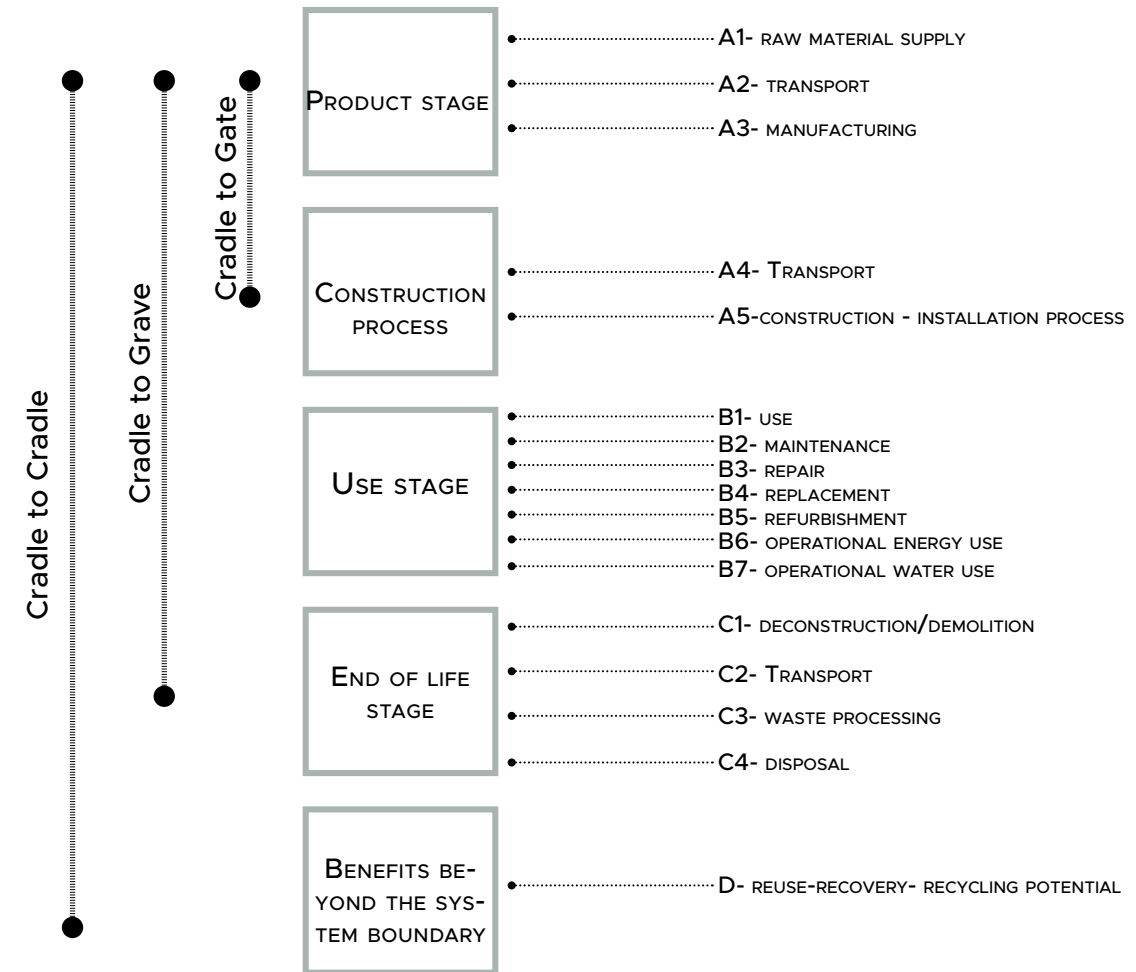 Cradle to Cradle
Cradle to Grave
Cradle to Gate
PRODUCT STAGE
A1- RAW MATERIAL SUPPLY
A2- TRANSPORT
A3- MANUFACTURING
CONSTRUCTION
PROCESS
A4- TRANSPORT
A5-CONSTRUCTION - INSTALLATION PROCESS
USE STAGE
B1- USE
B2- MAINTENANCE
B3- REPAIR
B4- REPLACEMENT
B5- REFURBISHMENT
B6- OPERATIONAL ENERGY USE
B7- OPERATIONAL WATER USE
END OF LIFE
STAGE
C1- DECONSTRUCTION/DEMOLITION
C2- TRANSPORT
C3- WASTE PROCESSING
C4- DISPOSAL
BENEFITS BE-
YOND THE SYS-
TEM BOUNDARY
D- REUSE-RECOVERY- RECYCLING POTENTIAL